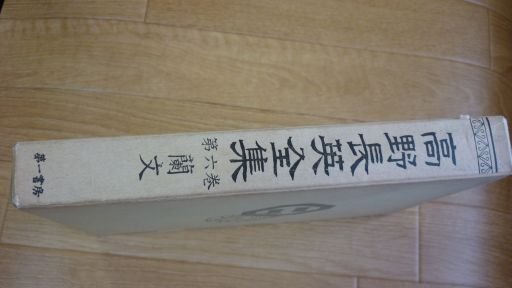 高野長英全集
第六巻
蘭文
第一書房